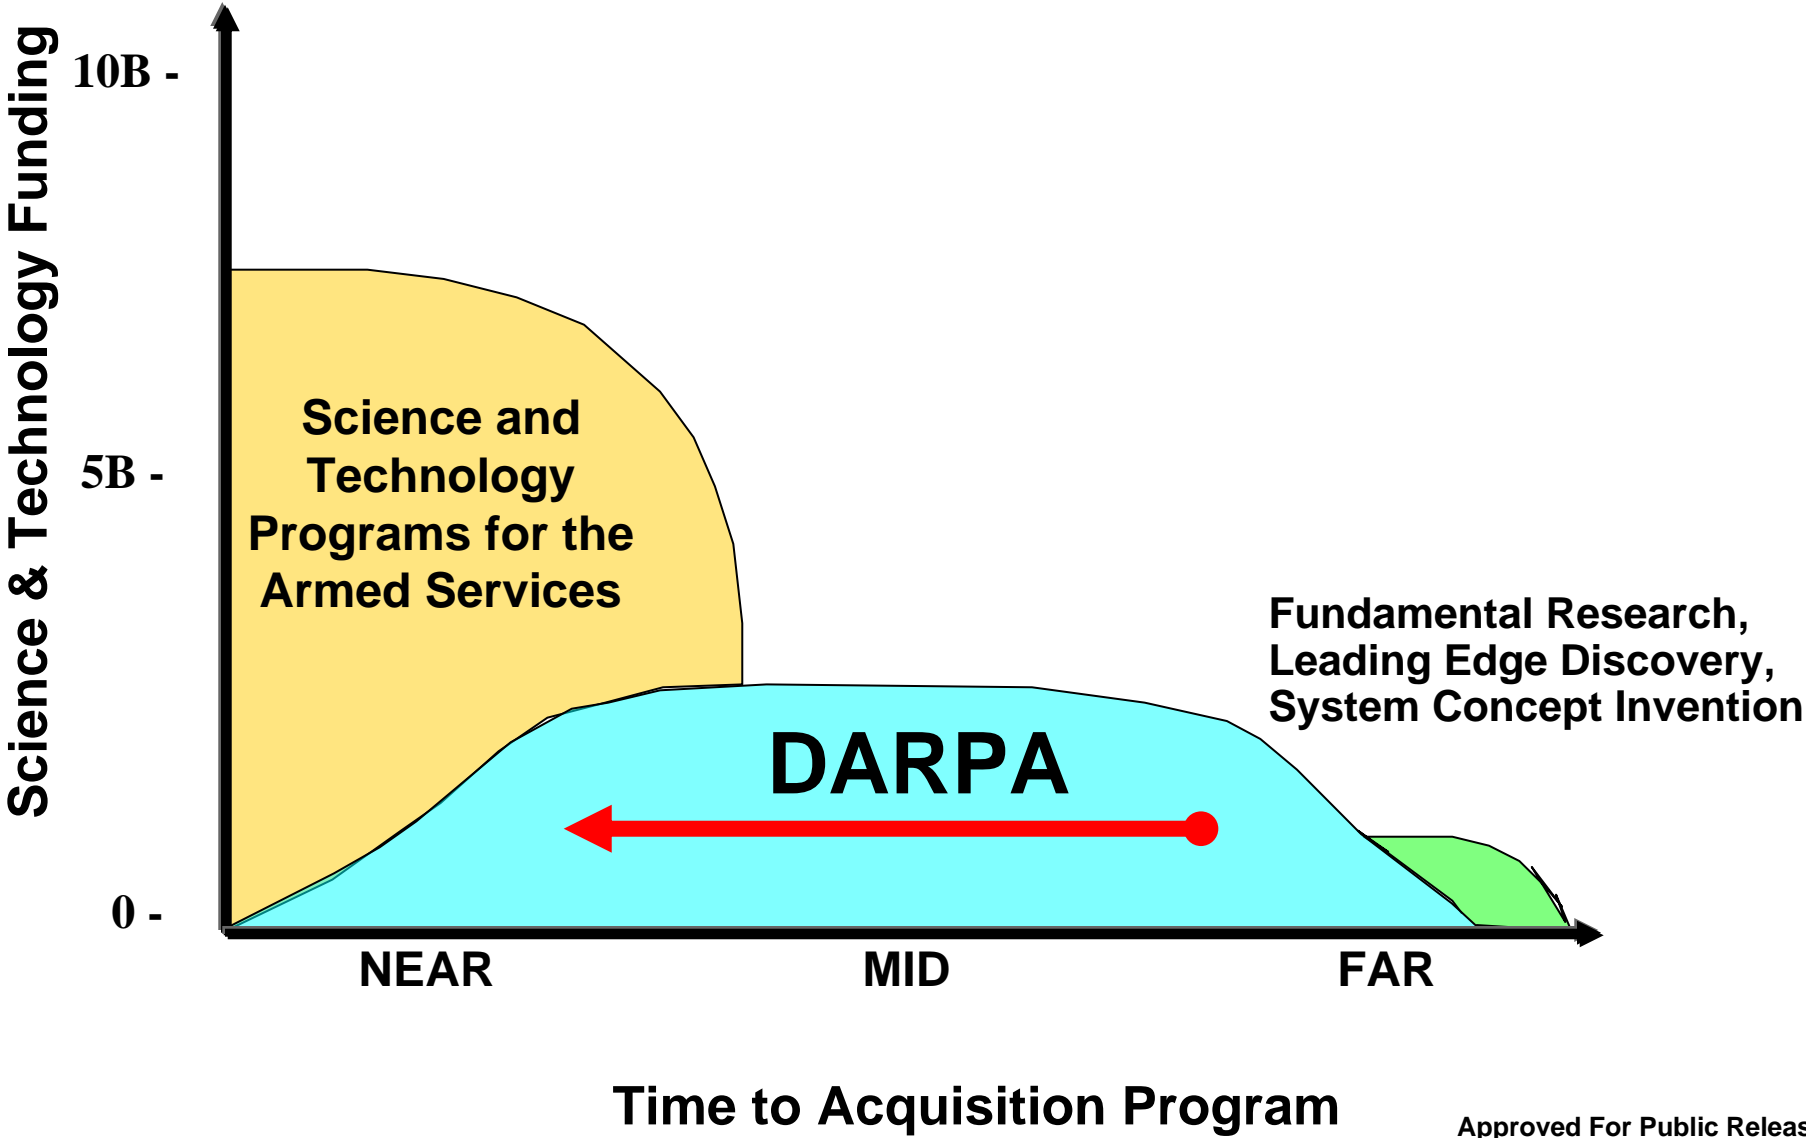 Science & Technology Funding
10B -
5B -
0 -
Science and
Technology
Programs for the
Armed Services
Fundamental Research,
Leading Edge Discovery,
System Concept Invention
DARPA
NEAR
MID
FAR
Time to Acquisition Program
Approved For Public Releas